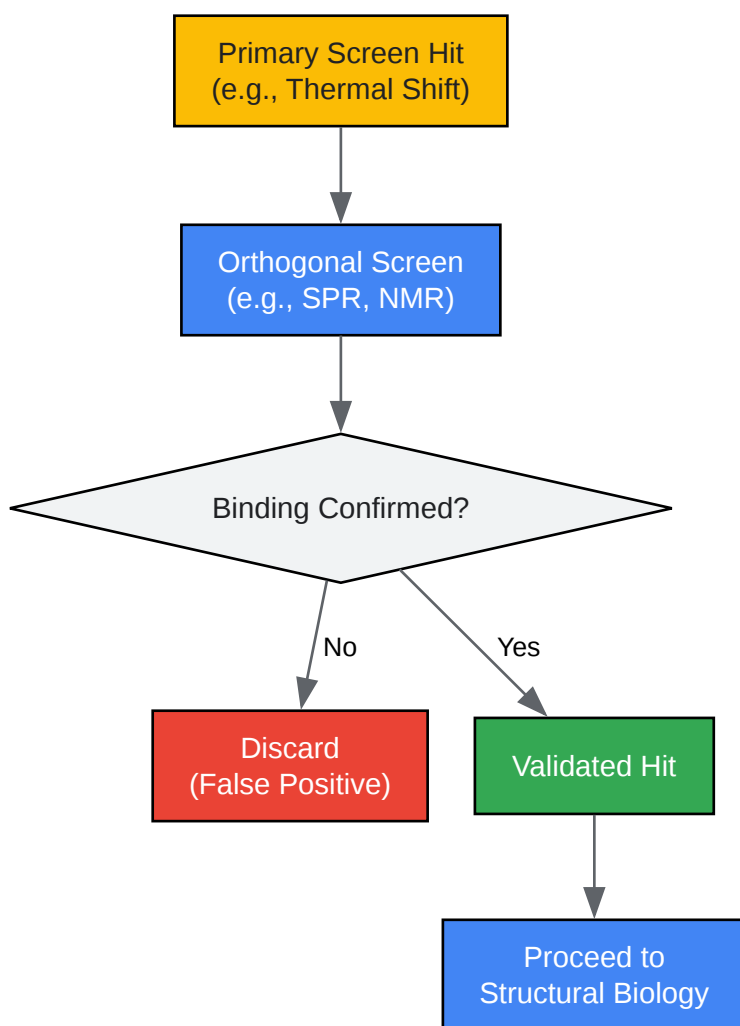 Primary Screen Hit
(e.g., Thermal Shift)
Orthogonal Screen
(e.g., SPR, NMR)
Binding Confirmed?
No
Yes
Discard
(False Positive)
Validated Hit
Proceed to
Structural Biology